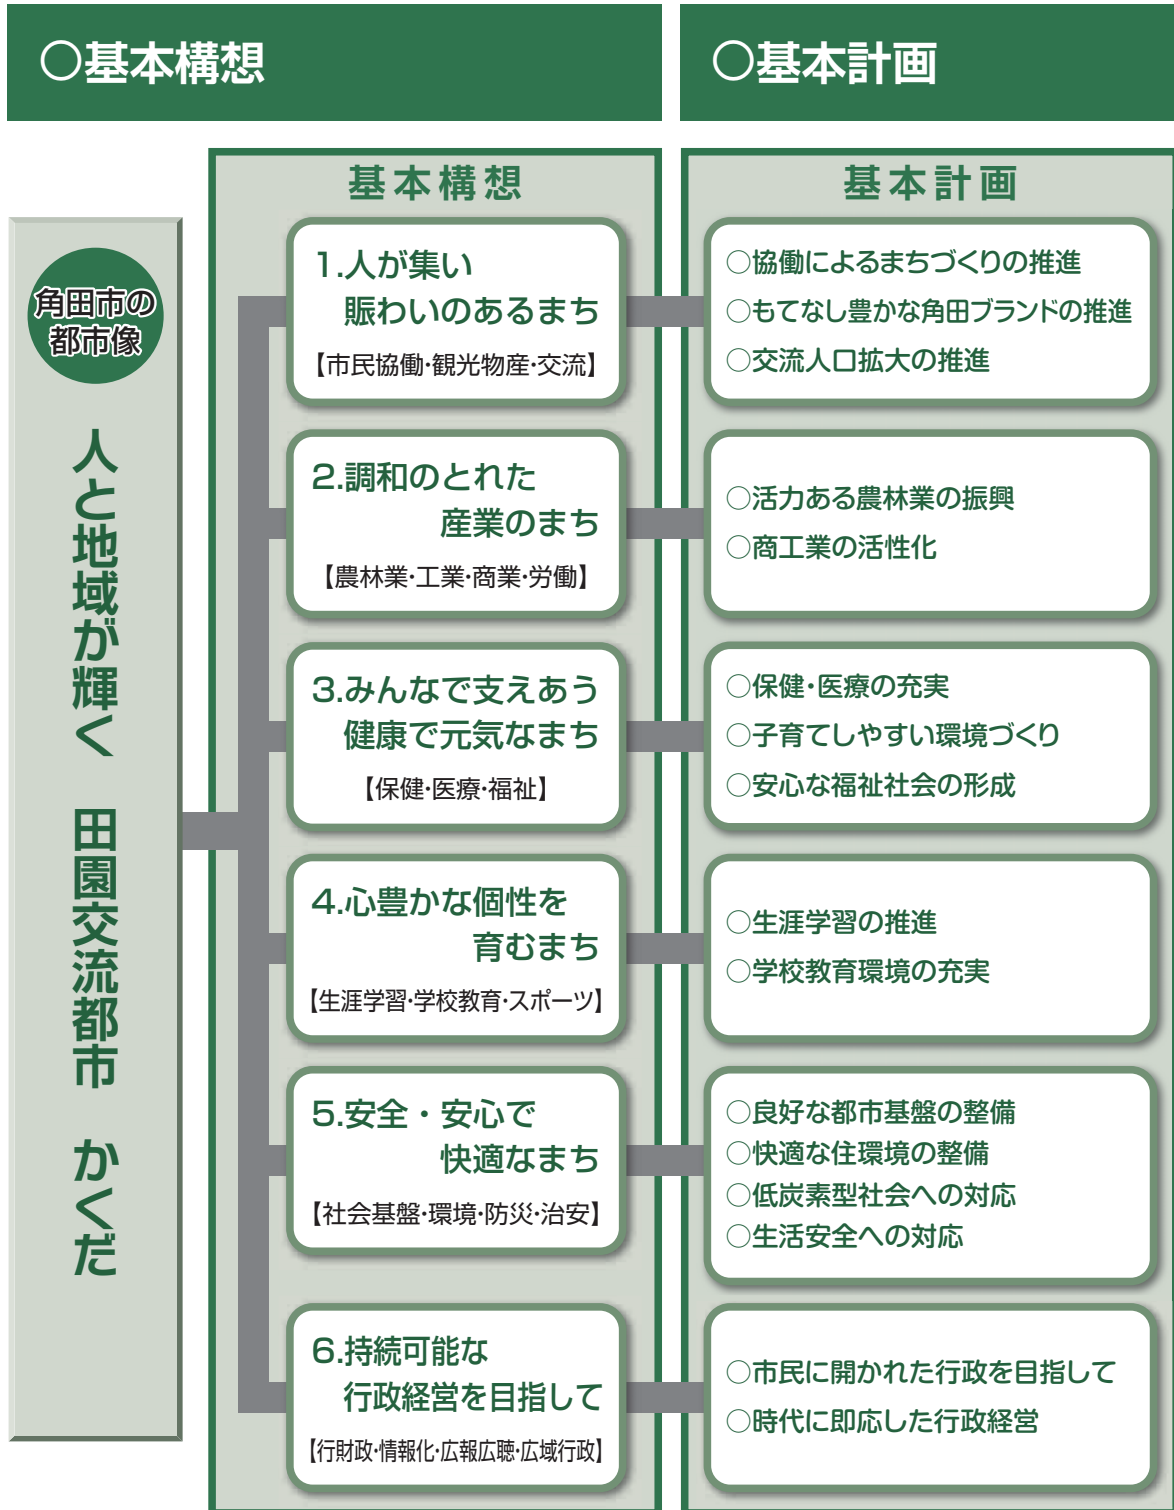 ○基本構想
○基本計画
角田市の
都市像
人と地域が輝く 田園交流都市 かくだ
基本構想
1.人が集い
賑わいのあるまち
【市民協働・観光物産・交流】
2.調和のとれた
産業のまち
【農林業・工業・商業・労働】
3.みんなで支えあう
健康で元気なまち
【保健・医療・福祉】
4.心豊かな個性を
育むまち
【生涯学習・学校教育・スポーツ】
5.安全・安心で
快適なまち
【社会基盤・環境・防災・治安】
6.持続可能な
行政経営を目指して
【行財政・情報化・広報広聴・広域行政】
基本計画
○協働によるまちづくりの推進
○もてなし豊かな角田ブランドの推進
○交流人口拡大の推進
○活力ある農林業の振興
○商工業の活性化
○保健・医療の充実
○子育てしやすい環境づくり
○安心な福祉社会の形成
○生涯学習の推進
○学校教育環境の充実
○良好な都市基盤の整備
○快適な住環境の整備
○低炭素型社会への対応
○生活安全への対応
○市民に開かれた行政を目指して
○時代に即応した行政経営